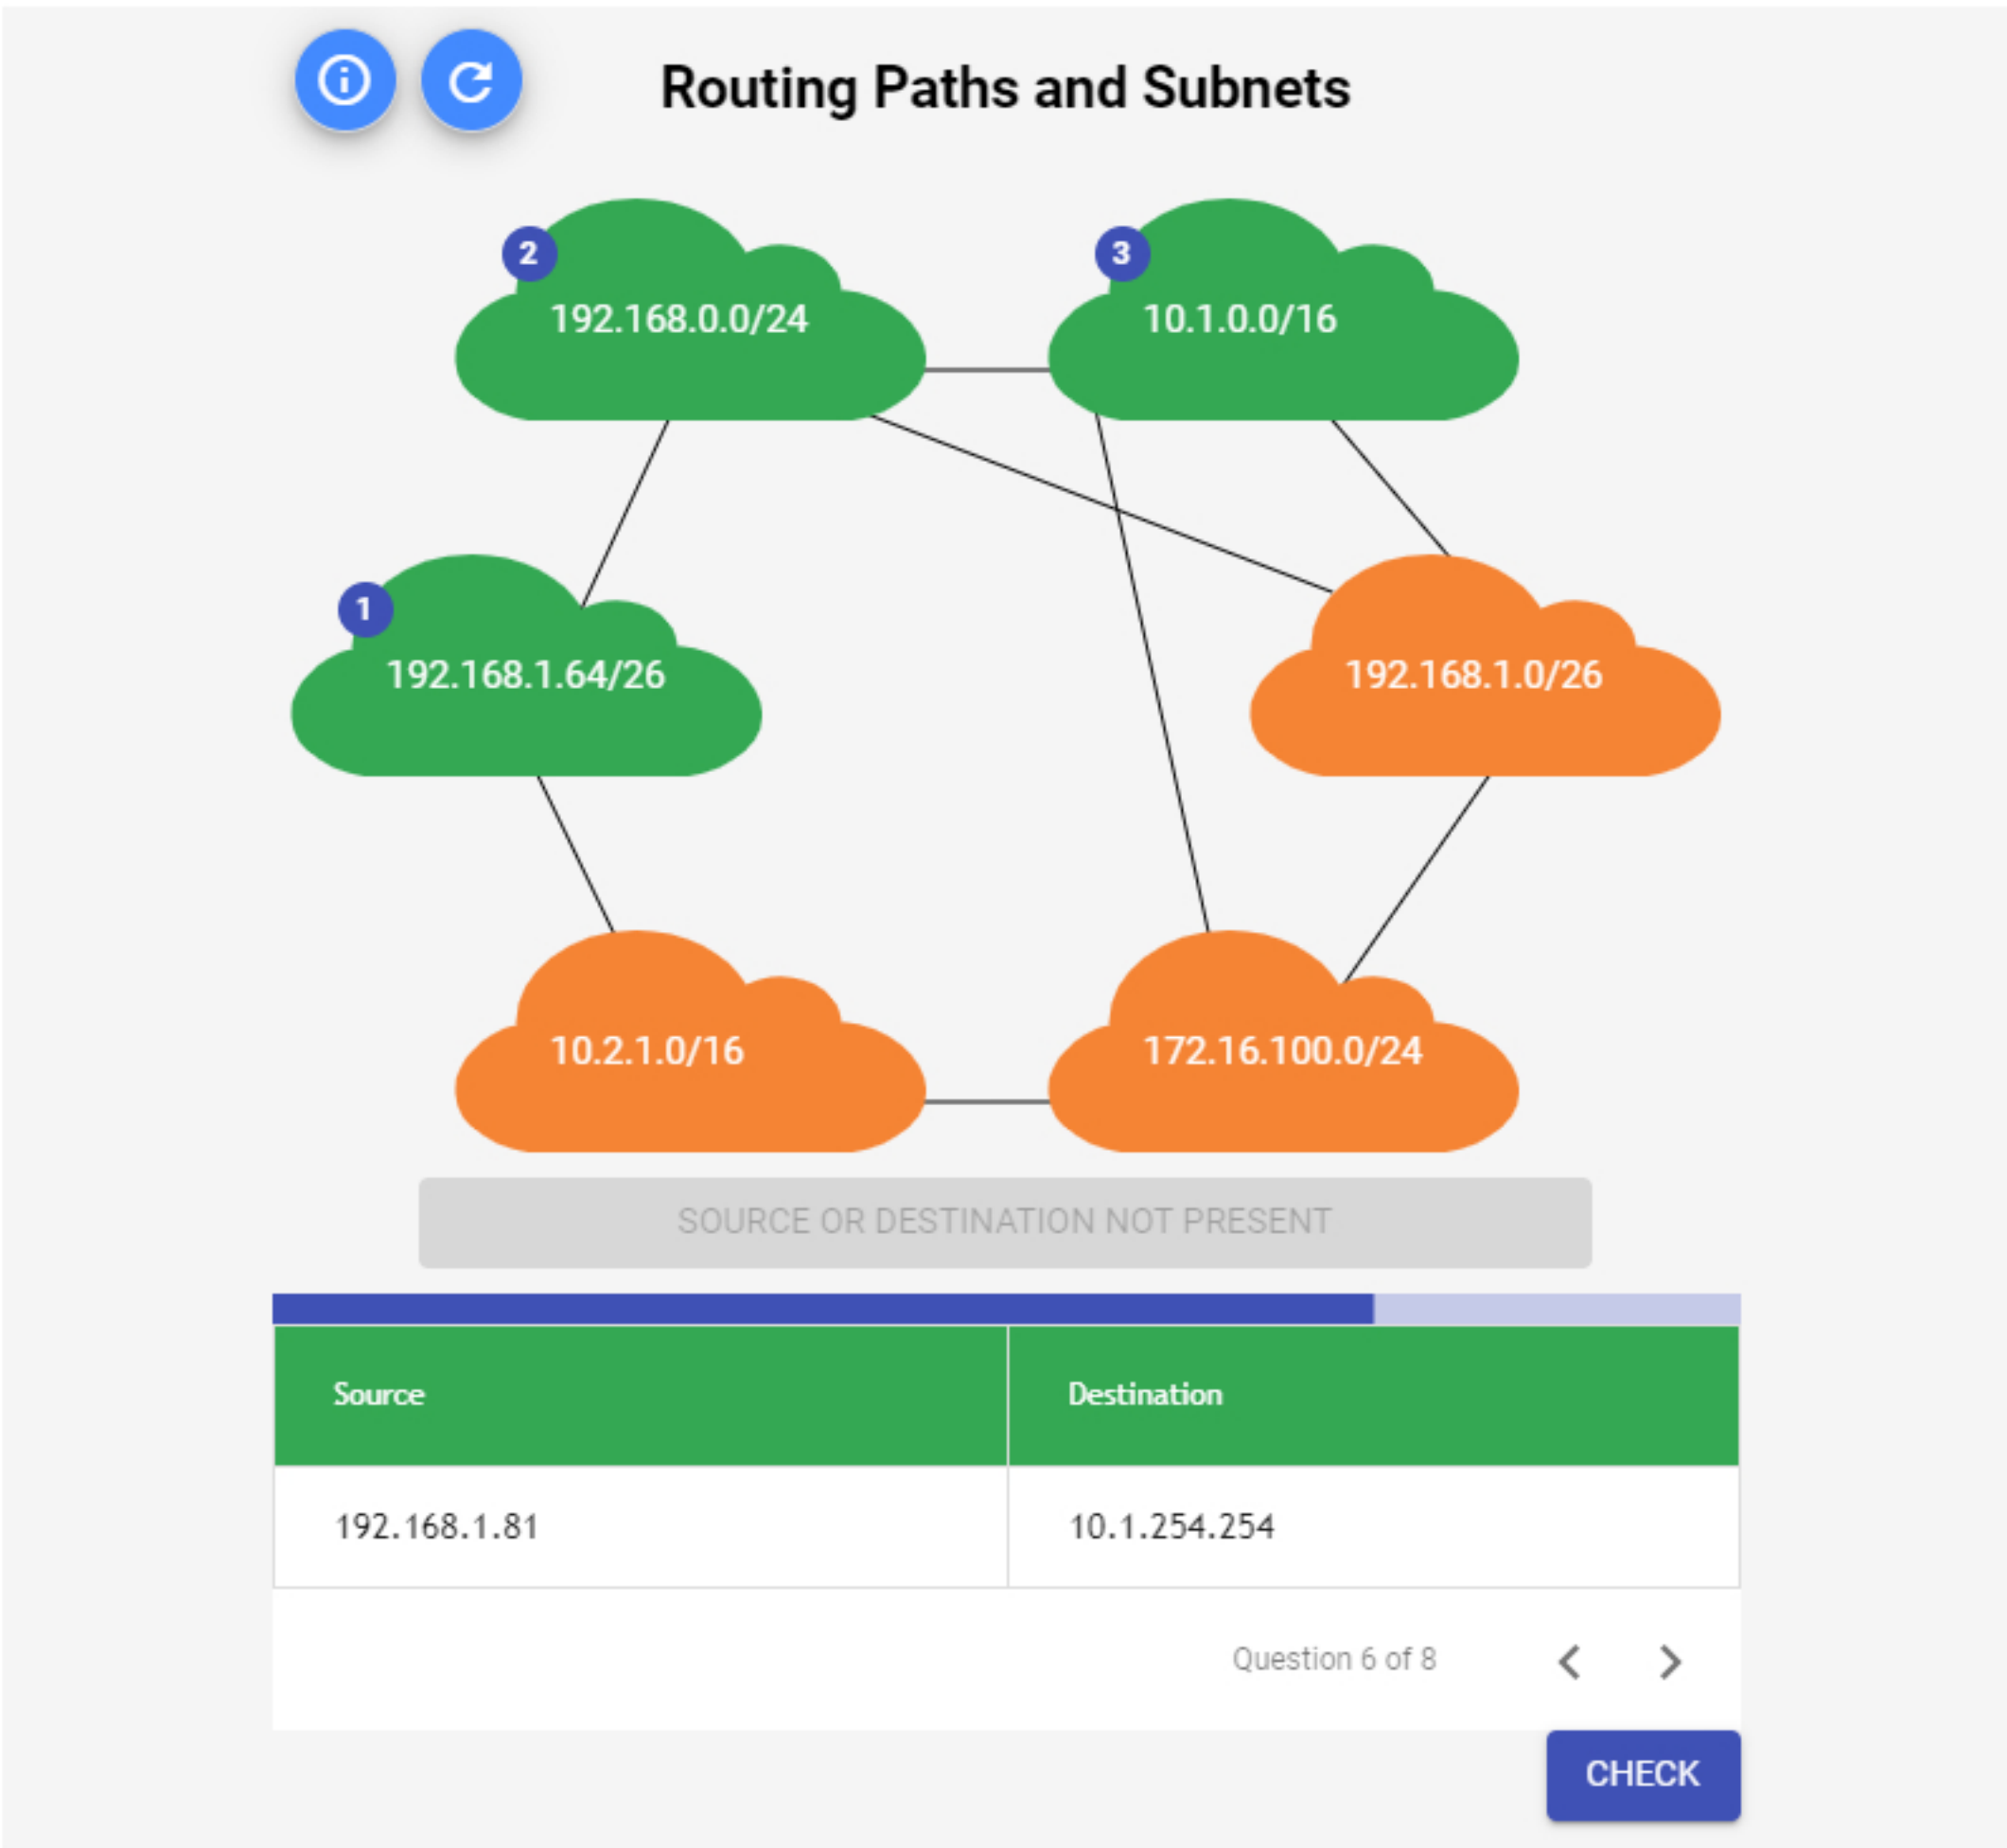 Routing Paths and Subnets
2
192.168.0.0/24
3
10.1.0.0/16
1
192.168.1.64/26
192.168.1.0/26
10.2.1.0/16
172.16.100.0/24
SOURCE OR DESTINATION NOT PRESENT
Source Destination
192.168.1.81 10.1.254.254
Question 6 of 8
CHECK